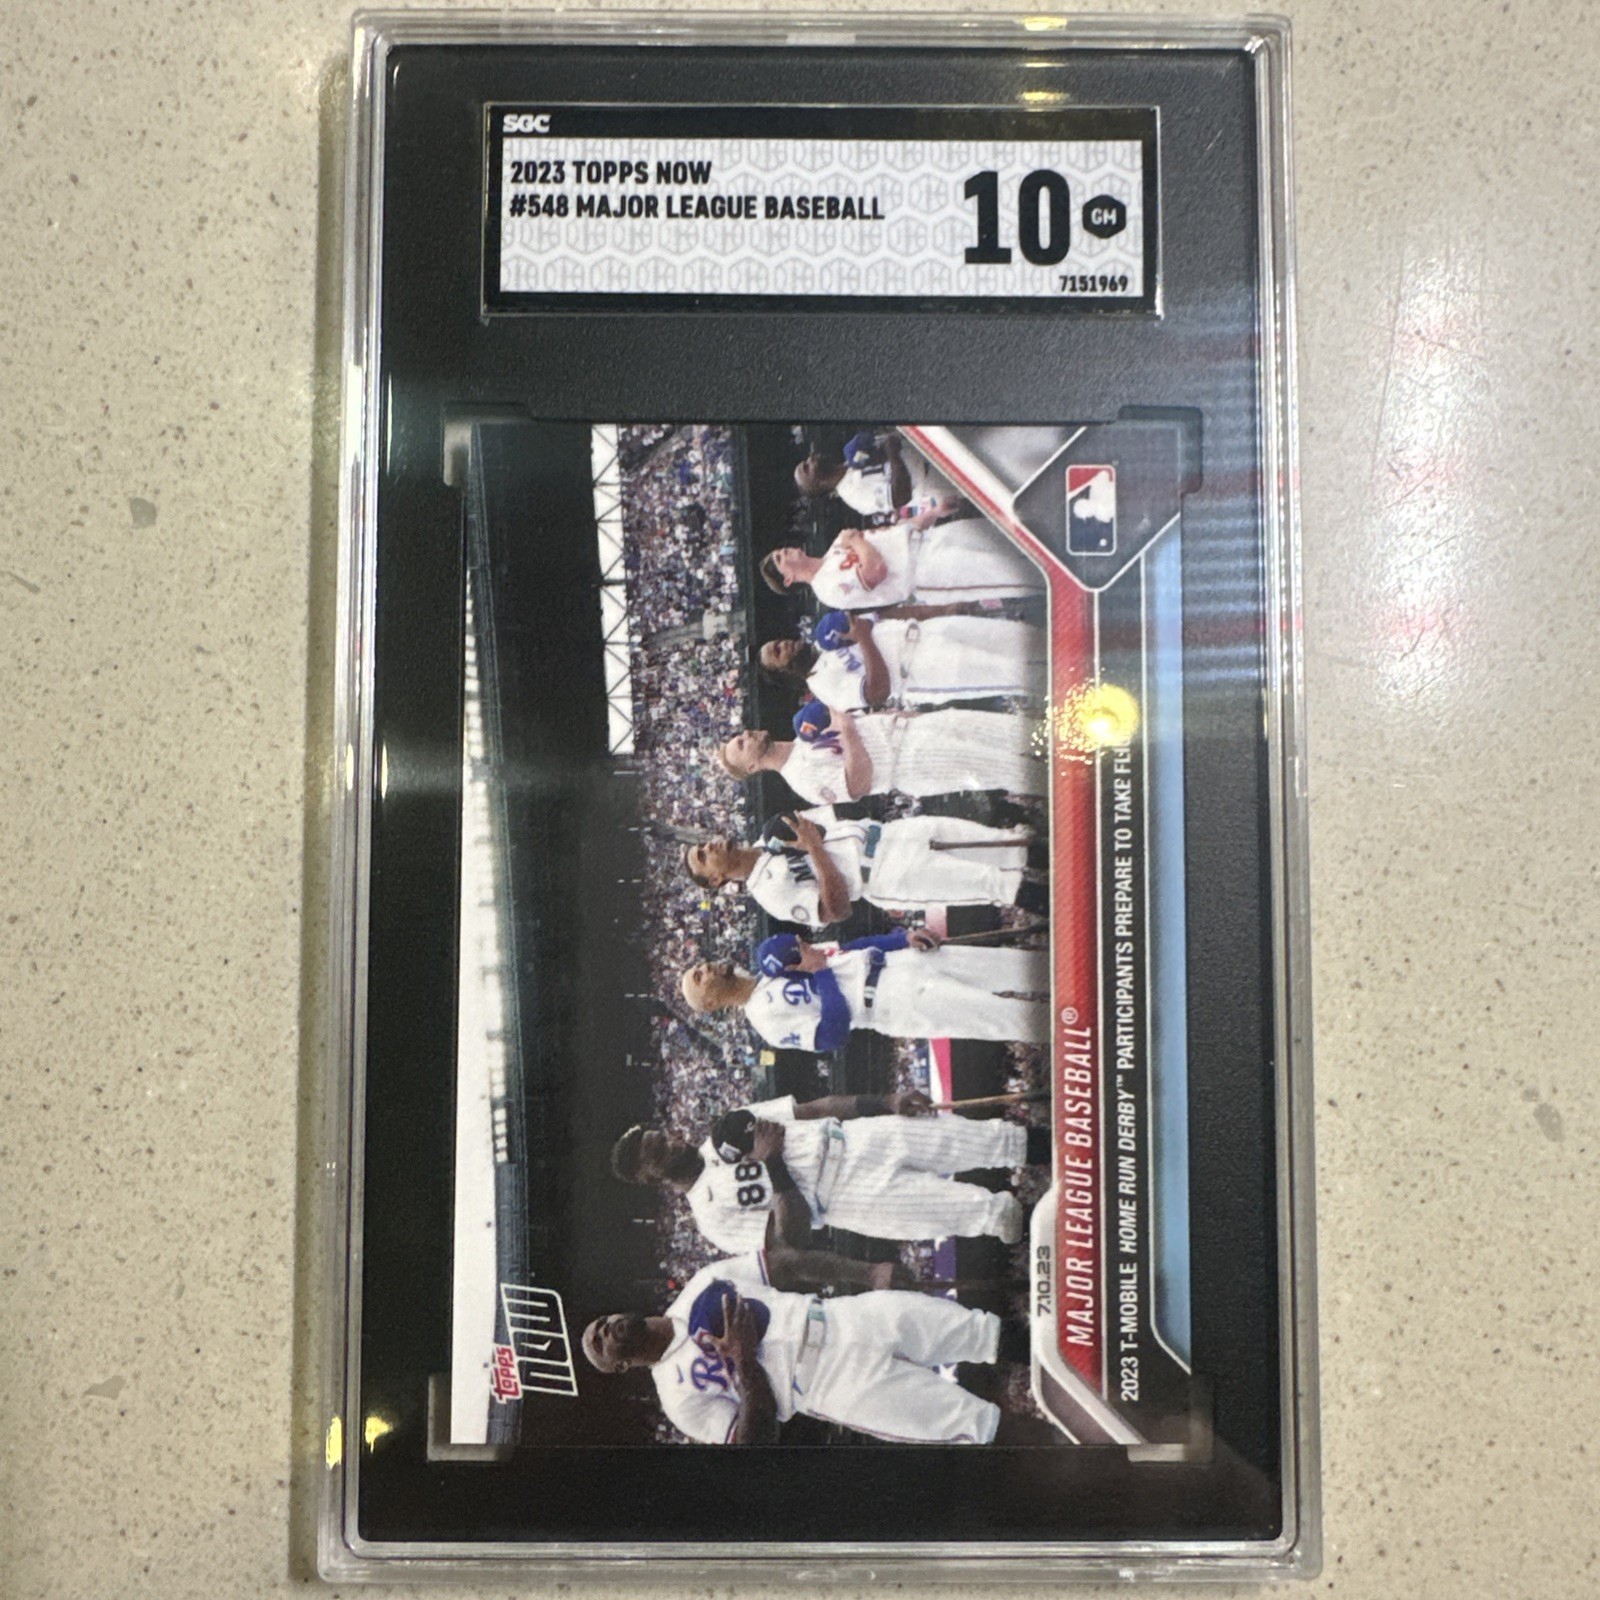 SGC
2023 TOPPS NOW
#548 MAJOR LEAGUE BASEBALL
10 GM
7151969
topps
NOW
88
7.10.23
MAJOR LEAGUE BASEBALL®
2023 T-MOBILE HOME RUN DERBY™ PARTICIPANTS PREPARE TO TAKE